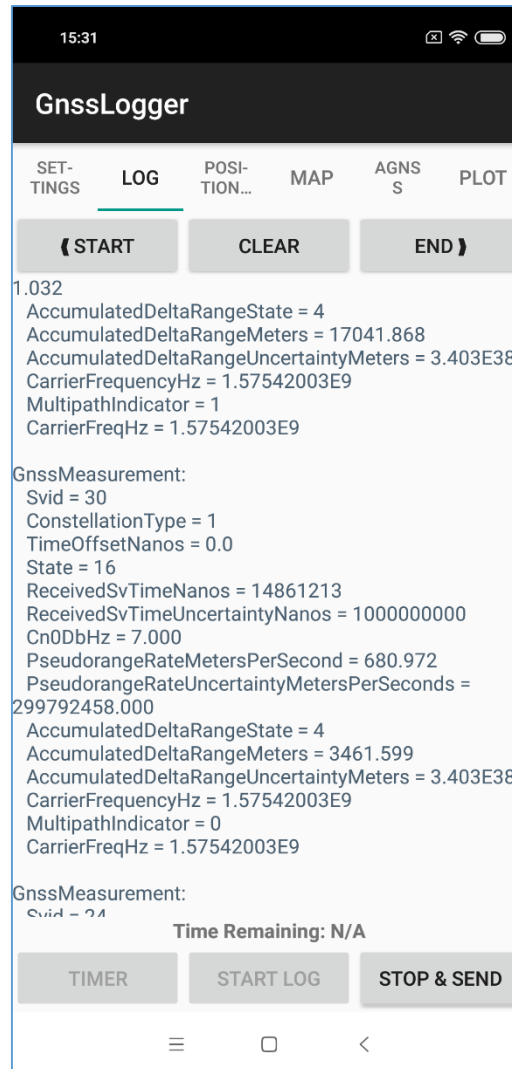 15:31
GnssLogger
SET-
TINGS
LOG
POSI-
TION...
MAP
AGNS
S
PLOT
❰ START
CLEAR
END ❱
1.032
AccumulatedDeltaRangeState = 4
AccumulatedDeltaRangeMeters = 17041.868
AccumulatedDeltaRangeUncertaintyMeters = 3.403E38
CarrierFrequencyHz = 1.57542003E9
MultipathIndicator = 1
CarrierFreqHz = 1.57542003E9
GnssMeasurement:
Svid = 30
ConstellationType = 1
TimeOffsetNanos = 0.0
State = 16
ReceivedSvTimeNanos = 14861213
ReceivedSvTimeUncertaintyNanos = 1000000000
Cn0DbHz = 7.000
PseudorangeRateMetersPerSecond = 680.972
PseudorangeRateUncertaintyMetersPerSeconds =
299792458.000
AccumulatedDeltaRangeState = 4
AccumulatedDeltaRangeMeters = 3461.599
AccumulatedDeltaRangeUncertaintyMeters = 3.403E38
CarrierFrequencyHz = 1.57542003E9
MultipathIndicator = 0
CarrierFreqHz = 1.57542003E9
GnssMeasurement:
Svid = 24
Time Remaining: N/A
TIMER
START LOG
STOP & SEND